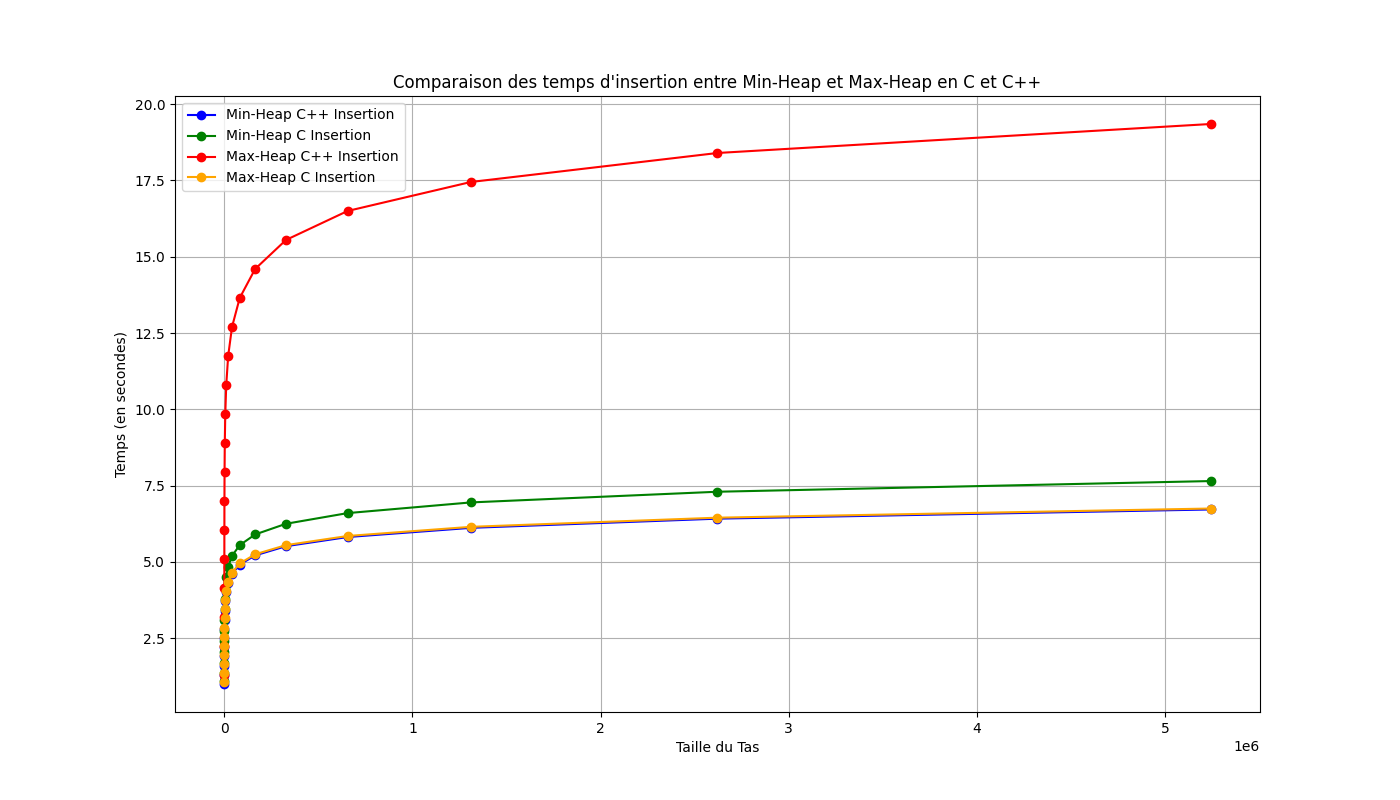 Comparaison des temps d'insertion entre Min-Heap et Max-Heap en C et C++
Min-Heap C++ Insertion
Min-Heap C Insertion
Max-Heap C++ Insertion
Max-Heap C Insertion
Temps (en secondes)
20.0
17.5
15.0
12.5
10.0
7.5
5.0
2.5
0 1 2 3 4 5
1e6
Taille du Tas